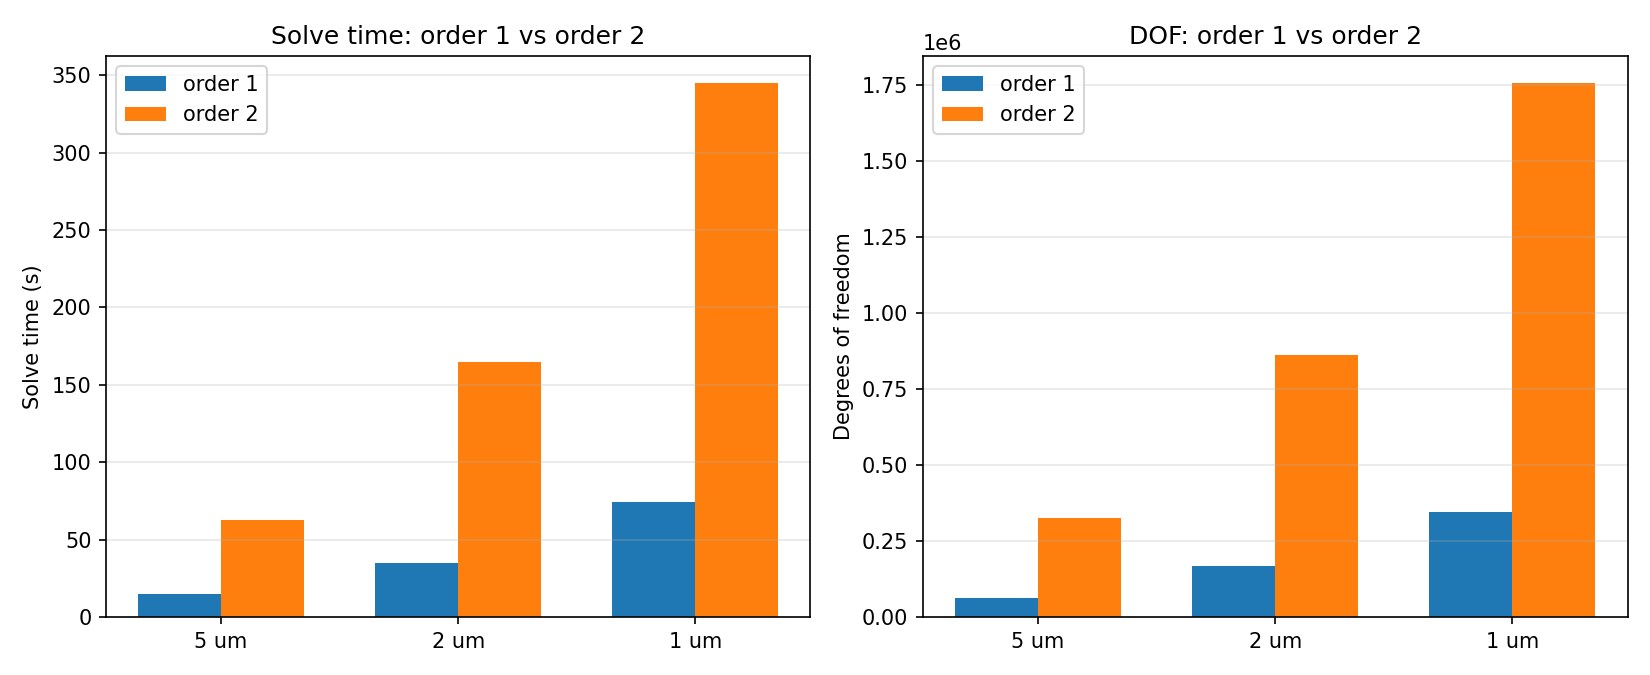 Solve time: order 1 vs order 2
order 1
order 2
Solve time (s)
350
300
250
200
150
100
50
0
5 um
2 um
1 um
DOF: order 1 vs order 2
1e6
order 1
order 2
Degrees of freedom
1.75
1.50
1.25
1.00
0.75
0.50
0.25
0.00
5 um
2 um
1 um